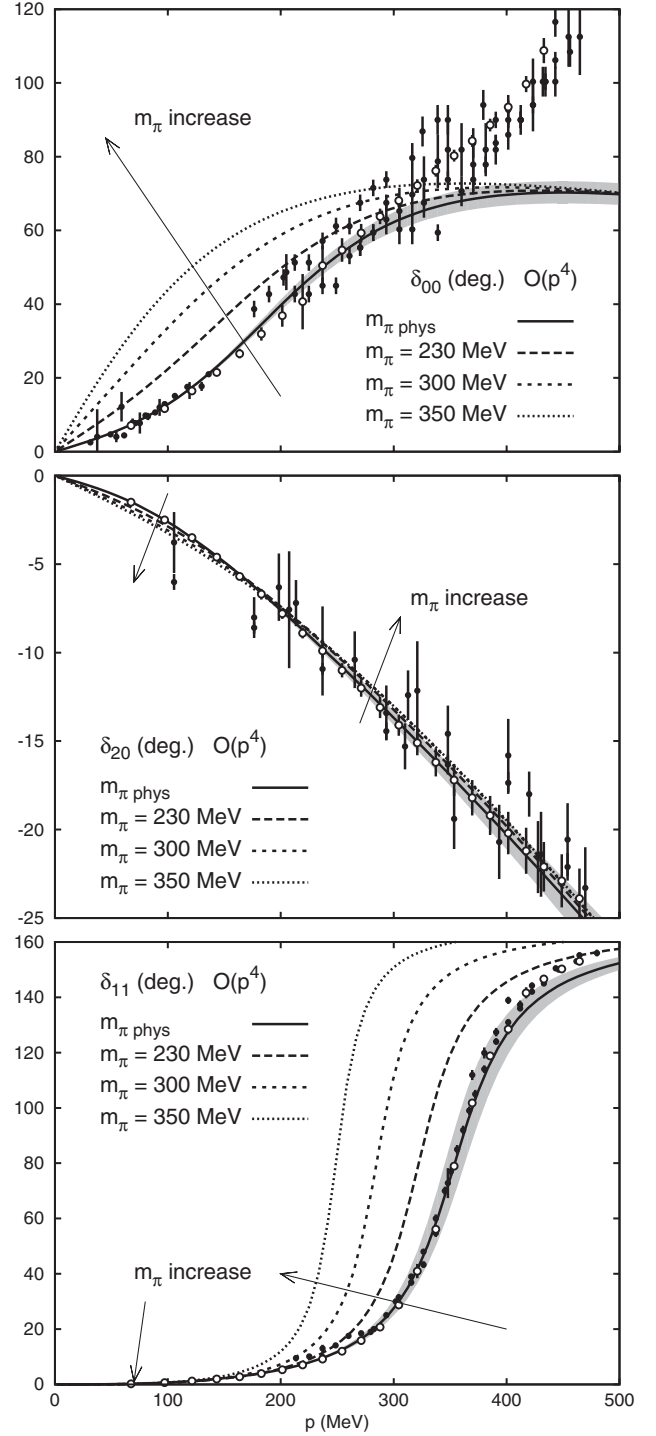 120
100
80
60
40
20
0
m_π increase
δ_00 (deg.) O(p^4)
m_π phys
m_π = 230 MeV
m_π = 300 MeV
m_π = 350 MeV
0
-5
-10
-15
-20
-25
m_π increase
δ_20 (deg.) O(p^4)
m_π phys
m_π = 230 MeV
m_π = 300 MeV
m_π = 350 MeV
160
140
120
100
80
60
40
20
0
δ_11 (deg.) O(p^4)
m_π phys
m_π = 230 MeV
m_π = 300 MeV
m_π = 350 MeV
m_π increase
0 100 200 300 400 500
p (MeV)